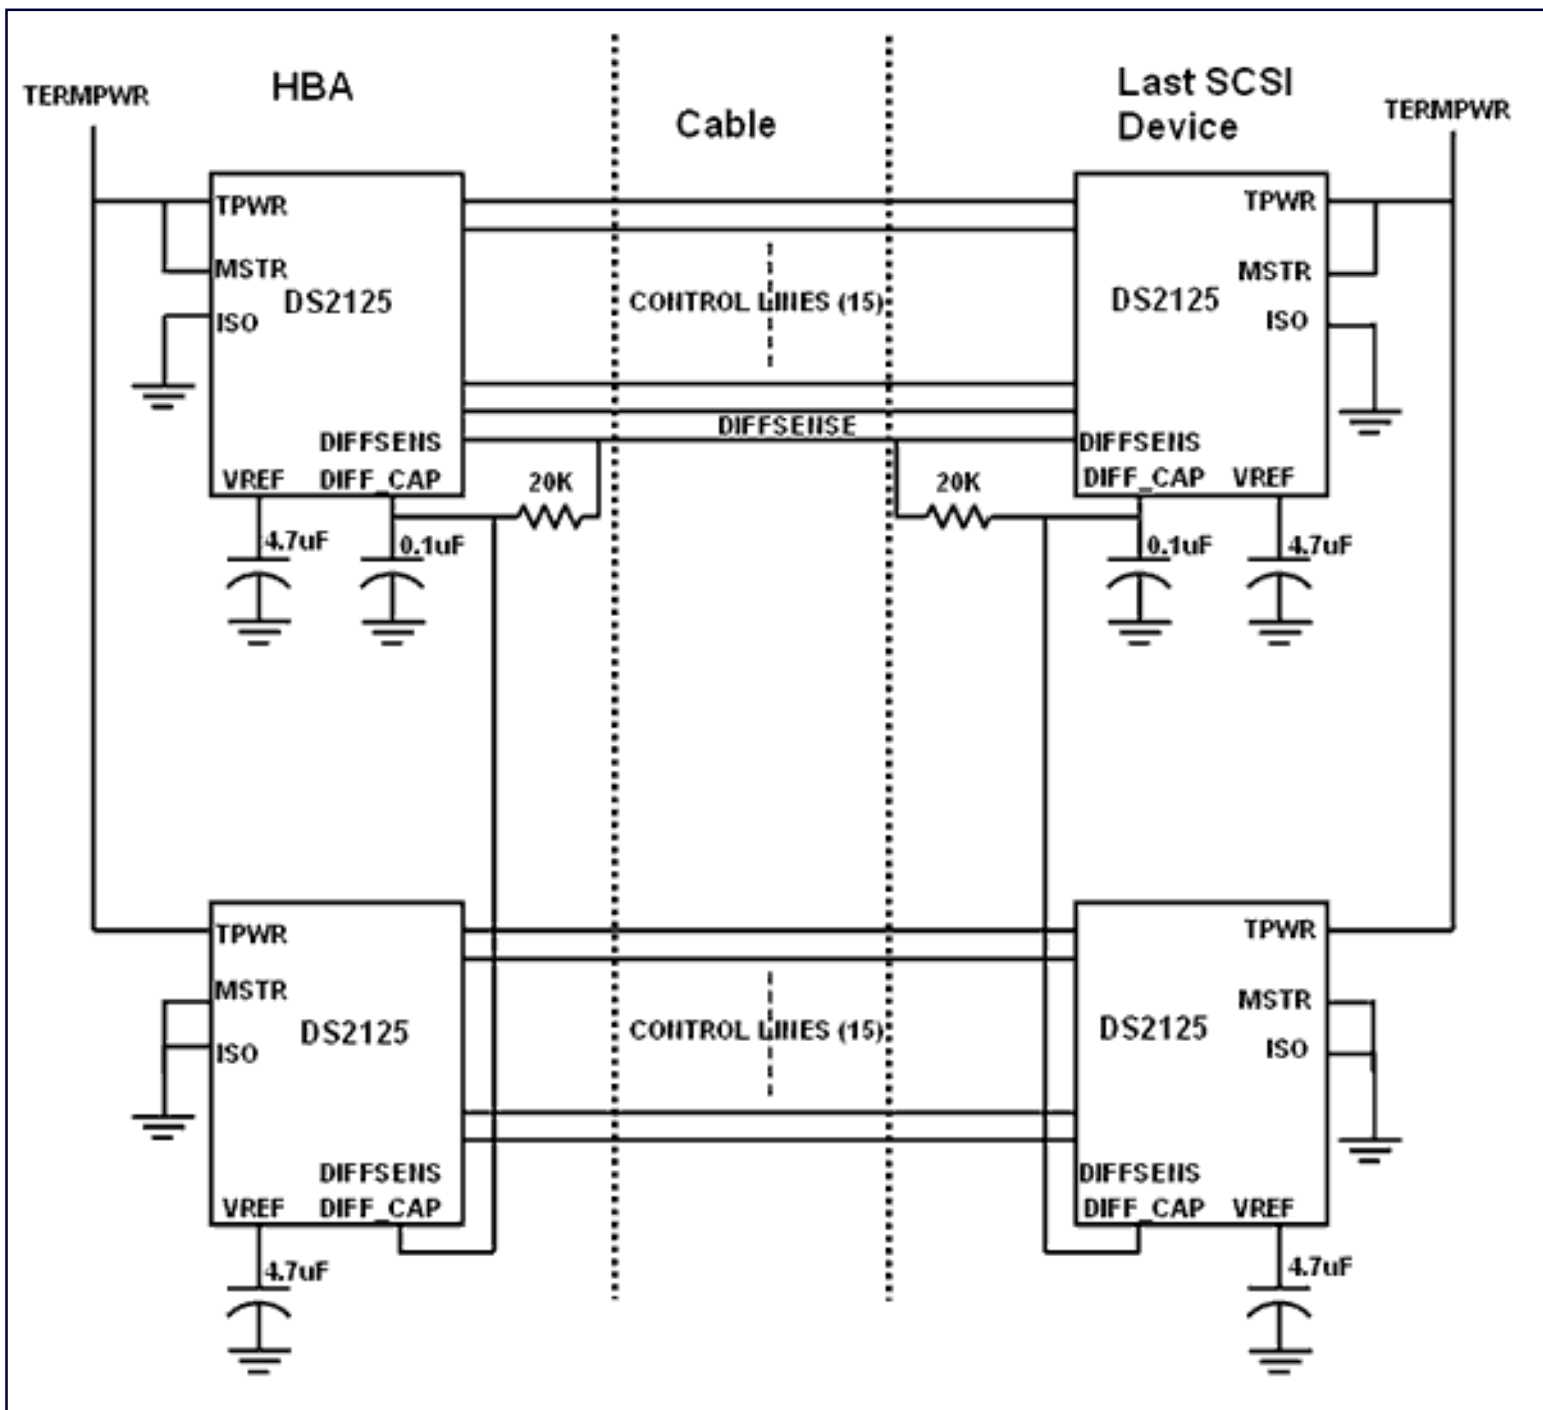 HBA
Last SCSI
Device
TERMPWR
Cable
TERMPWR
TPWR
TPWR
MSTR
MSTR
DS2125
CONTROL LINES (15)
DS2125
ISO
ISO
DIFFSENSE
DIFFSENS
DIFFSENS
VREF
DIFF_CAP
20K
20K
DIFF_CAP
VREF
4.7uF
0.1uF
0.1uF
4.7uF
TPWR
TPWR
MSTR
MSTR
DS2125
CONTROL LINES (15)
DS2125
ISO
ISO
DIFFSENS
DIFFSENS
VREF
DIFF_CAP
DIFF_CAP
VREF
4.7uF
4.7uF